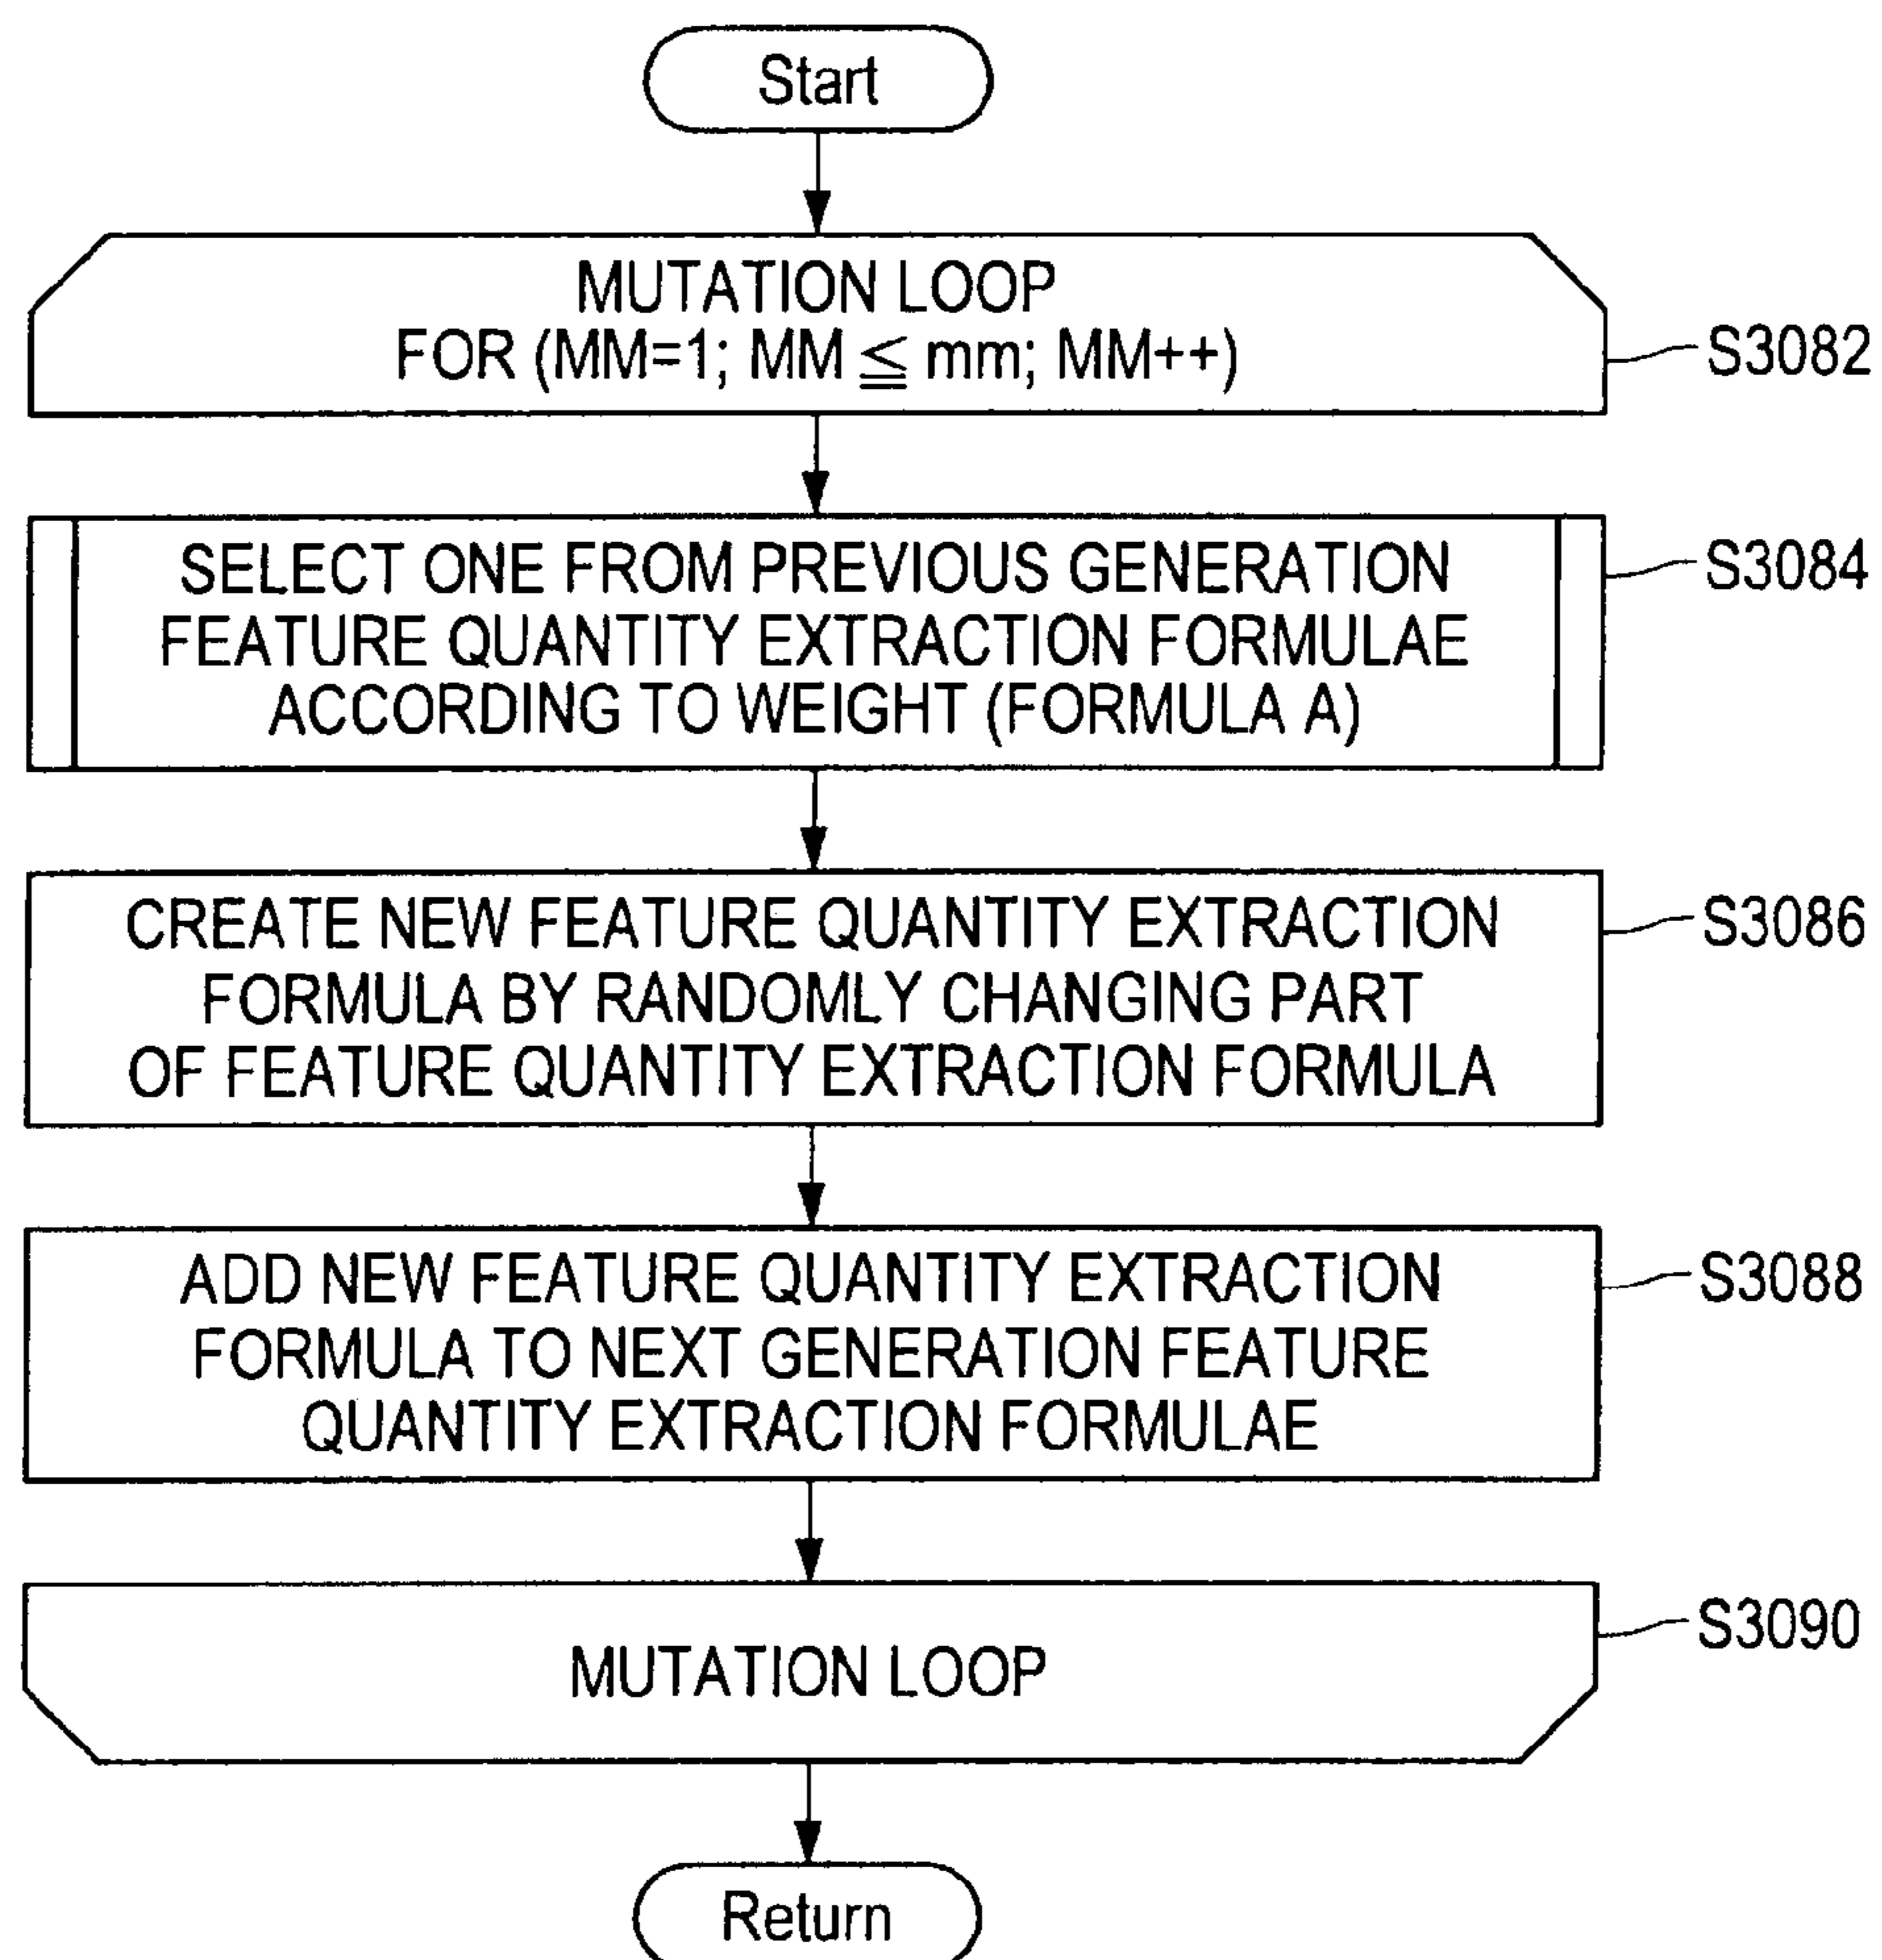 Start
MUTATION LOOP
FOR (MM=1; MM ≦ mm; MM++)
S3082
SELECT ONE FROM PREVIOUS GENERATION
FEATURE QUANTITY EXTRACTION FORMULAE
ACCORDING TO WEIGHT (FORMULA A)
S3084
CREATE NEW FEATURE QUANTITY EXTRACTION
FORMULA BY RANDOMLY CHANGING PART
OF FEATURE QUANTITY EXTRACTION FORMULA
S3086
ADD NEW FEATURE QUANTITY EXTRACTION
FORMULA TO NEXT GENERATION FEATURE
QUANTITY EXTRACTION FORMULAE
S3088
MUTATION LOOP
S3090
Return